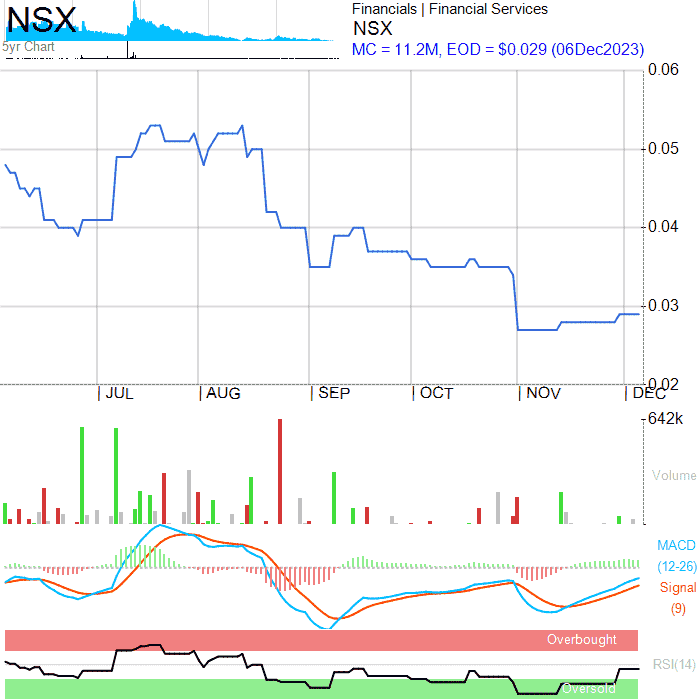 NSX
5yr Chart
Financials | Financial Services
NSX
MC = 11.2M, EOD = $0.029 (06Dec2023)
0.06
0.05
0.04
0.03
0.02
| JUL | AUG | SEP | OCT | NOV | DEC
642k
Volume
MACD
(12-26)
Signal
(9)
Overbought
RSI(14)
Oversold